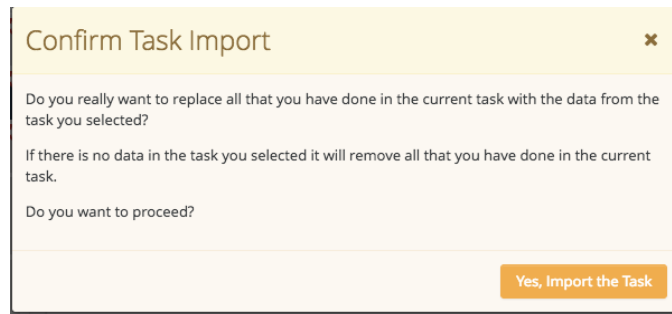 Confirm Task Import
Do you really want to replace all that you have done in the current task with the data from the
task you selected?
If there is no data in the task you selected it will remove all that you have done in the current
task.
Do you want to proceed?
Yes, Import the Task